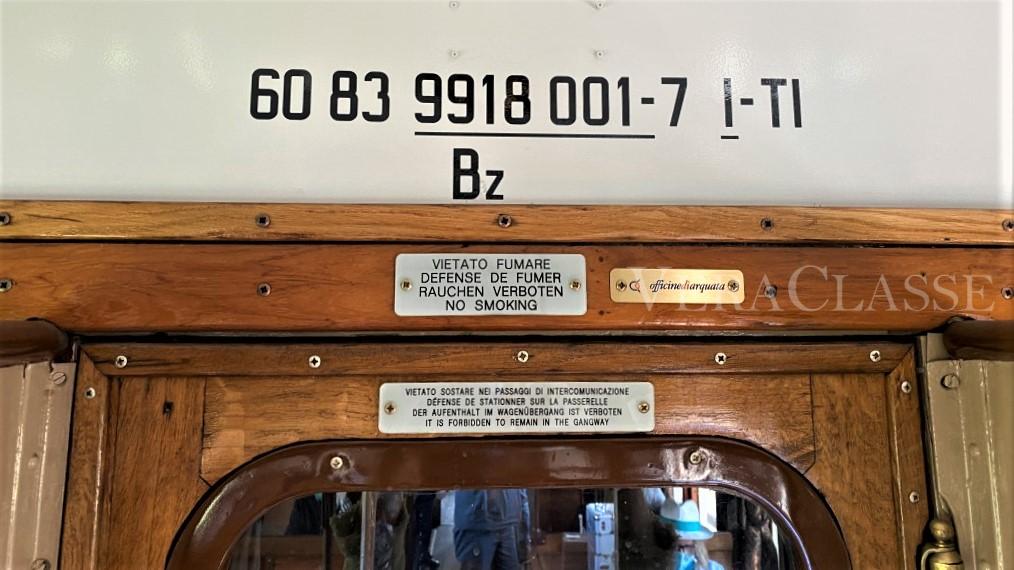 60 83 9918 001-7 I-TI
Bz
VIETATO FUMARE
DEFENSE DE FUMER
RAUCHEN VERBOTEN
NO SMOKING
officinediarquata
VERACLASSE
VIETATO SOSTARE NEI PASSAGGI DI INTERCOMUNICAZIONE
DÉFENSE DE STATIONNER SUR LA PASSERELLE
DER AUFENTHALT IM WAGENÜBERGANG IST VERBOTEN
IT IS FORBIDDEN TO REMAIN IN THE GANGWAY